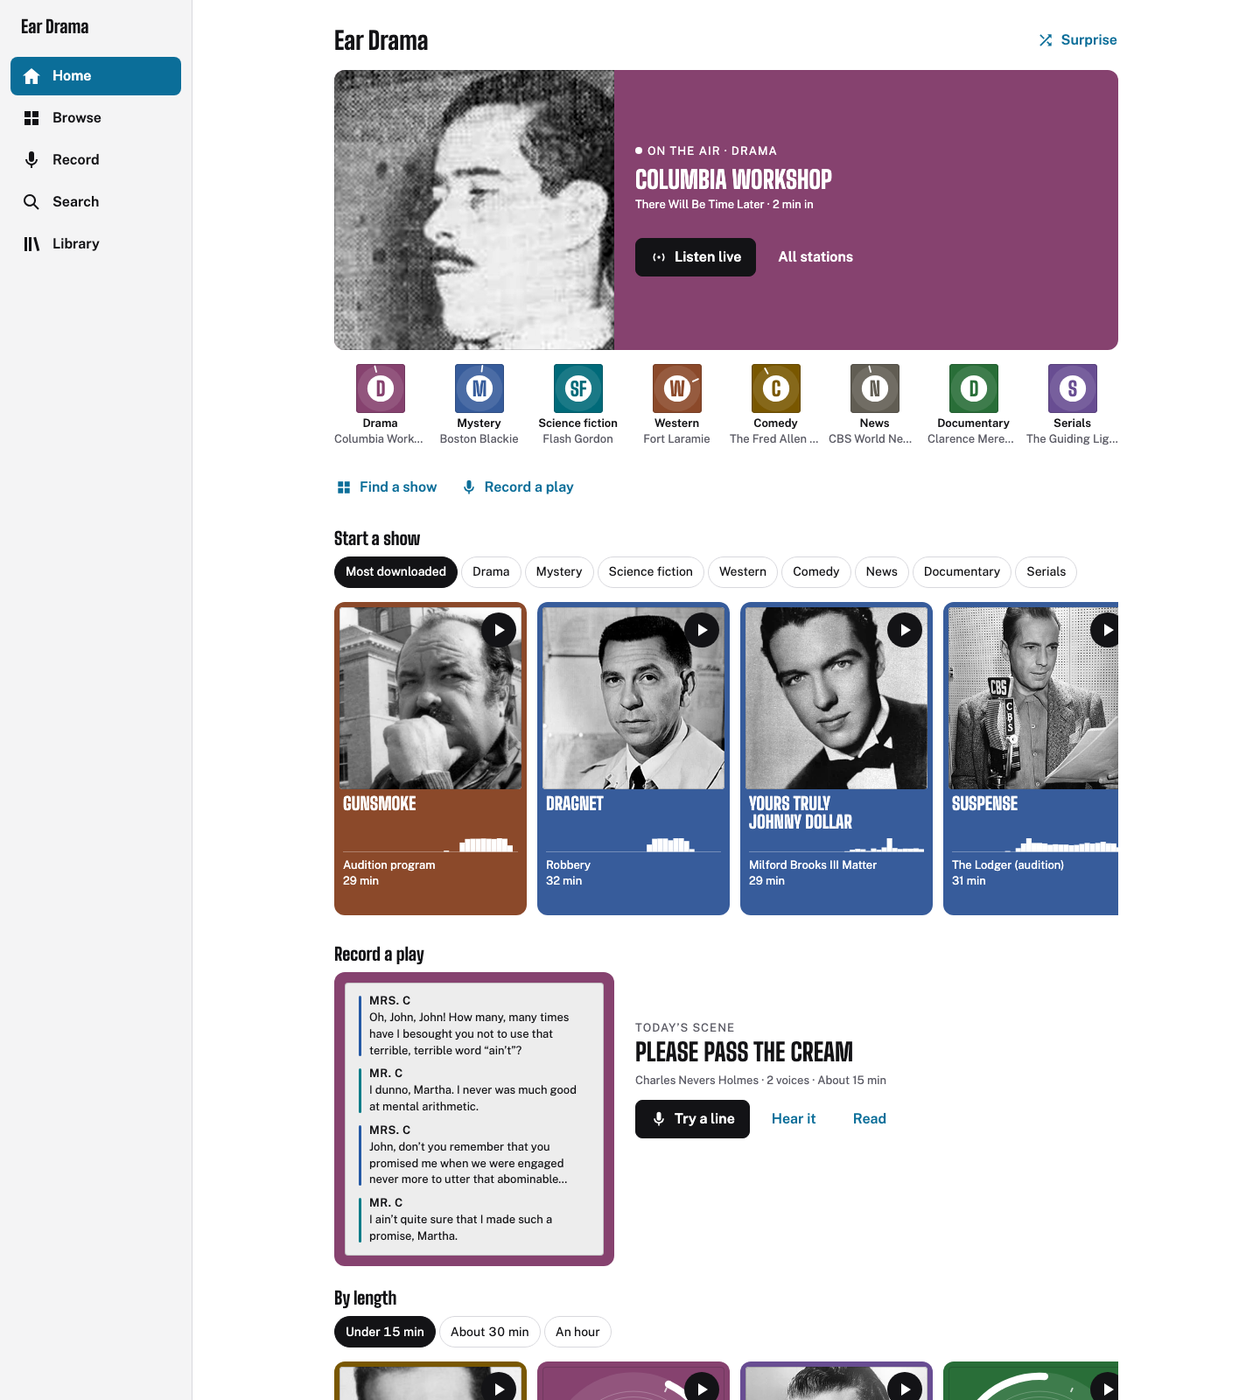 Ear Drama
Home
Browse
Record
Search
Library
Ear Drama
Surprise
ON THE AIR · DRAMA
COLUMBIA WORKSHOP
There Will Be Time Later · 2 min in
Listen live
All stations
D
M
SF
W
C
N
D
S
Drama
Mystery
Science fiction
Western
Comedy
News
Documentary
Serials
Columbia Work…
Boston Blackie
Flash Gordon
Fort Laramie
The Fred Allen …
CBS World Ne…
Clarence Mere…
The Guiding Lig…
Find a show
Record a play
Start a show
Most downloaded
Drama
Mystery
Science fiction
Western
Comedy
News
Documentary
Serials
CBS
CBS
GUNSMOKE
Audition program
29 min
DRAGNET
Robbery
32 min
YOURS TRULY
JOHNNY DOLLAR
Milford Brooks III Matter
29 min
SUSPENSE
The Lodger (audition)
31 min
Record a play
MRS. C
Oh, John, John! How many, many times
have I besought you not to use that
terrible, terrible word “ain’t”?
MR. C
I dunno, Martha. I never was much good
at mental arithmetic.
MRS. C
John, don’t you remember that you
promised me when we were engaged
never more to utter that abominable…
MR. C
I ain’t quite sure that I made such a
promise, Martha.
TODAY’S SCENE
PLEASE PASS THE CREAM
Charles Nevers Holmes · 2 voices · About 15 min
Try a line
Hear it
Read
By length
Under 15 min
About 30 min
An hour